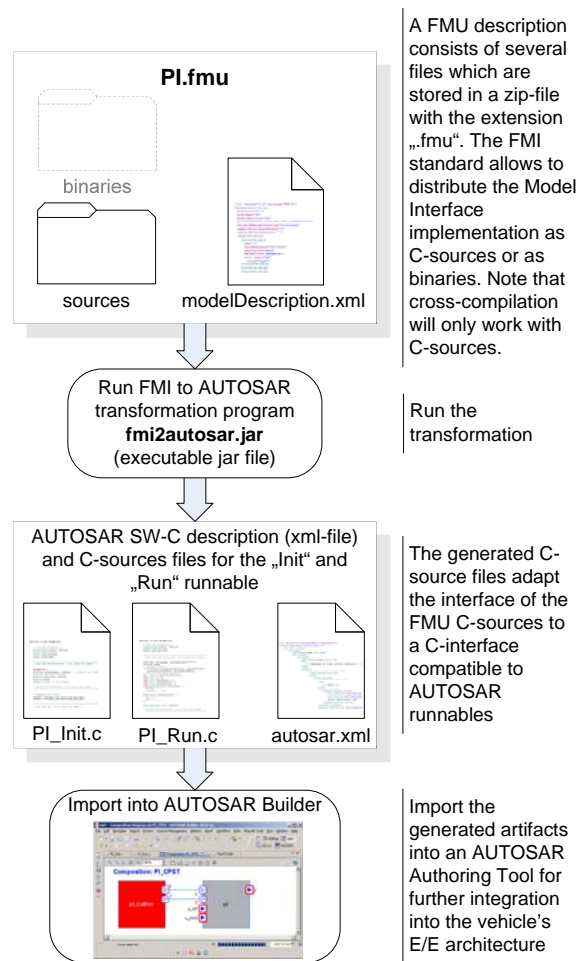 PI.fmu
binaries
sources
modelDescription.xml
A FMU description
consists of several
files which are
stored in a zip-file
with the extension
„.fmu“. The FMI
standard allows to
distribute the Model
Interface
implementation as
C-sources or as
binaries. Note that
cross-compilation
will only work with
C-sources.
Run FMI to AUTOSAR
transformation program
fmi2autosar.jar
(executable jar file)
Run the
transformation
AUTOSAR SW-C description (xml-file)
and C-sources files for the „Init“ and
„Run“ runnable
PI_Init.c
PI_Run.c
autosar.xml
The generated C-
source files adapt
the interface of the
FMU C-sources to
a C-interface
compatible to
AUTOSAR
runnables
Import into AUTOSAR Builder
Composition: PI_CPST
Import the
generated artifacts
into an AUTOSAR
Authoring Tool for
further integration
into the vehicle’s
E/E architecture